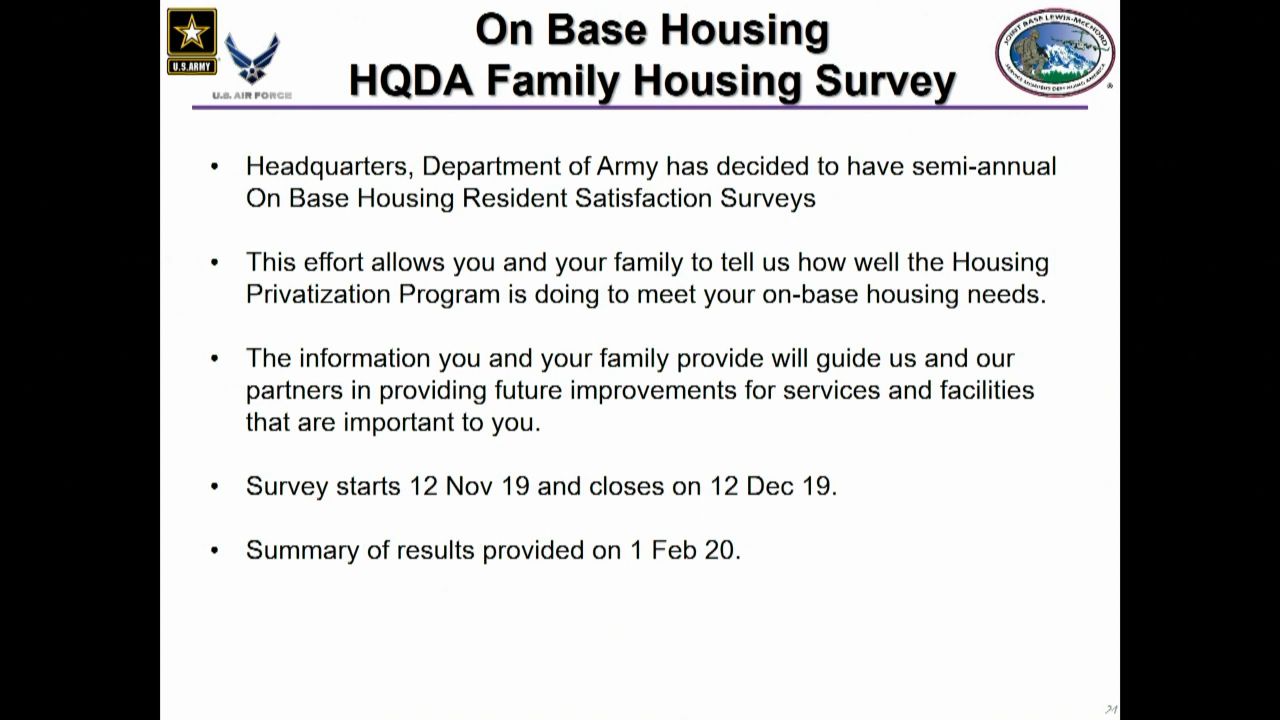 On Base Housing
HQDA Family Housing Survey
U.S.ARMY
U.S. AIR FORCE
JOINT BASE LEWIS-McCHORD
• Headquarters, Department of Army has decided to have semi-annual
On Base Housing Resident Satisfaction Surveys
• This effort allows you and your family to tell us how well the Housing
Privatization Program is doing to meet your on-base housing needs.
• The information you and your family provide will guide us and our
partners in providing future improvements for services and facilities
that are important to you.
• Survey starts 12 Nov 19 and closes on 12 Dec 19.
• Summary of results provided on 1 Feb 20.